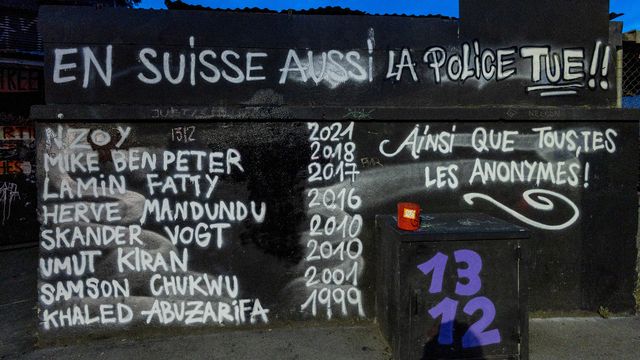 EN SUISSE AUSSI LA POLICE TUE!!
NZOY 1312 2021
MIKE BEN PETER 2018
LAMIN FATTY 2017
HERVE MANDUNDU 2016
SKANDER VOGT 2010
UMUT KIRAN 2010
SAMSON CHUKWU 2001
KHALED ABUZARIFA 1999
AiNSi QUE TOUS,TES
LES ANONYMES!
13
12